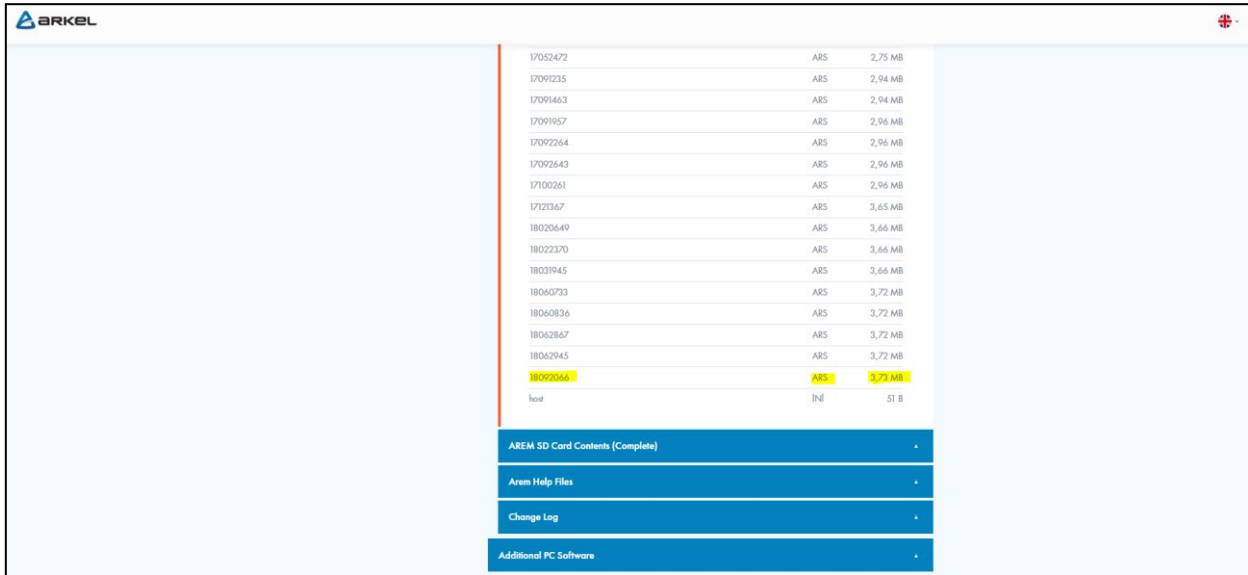 arkel
17052472 ARS 2,75 MB
17091235 ARS 2,94 MB
17091463 ARS 2,94 MB
17091957 ARS 2,96 MB
17092264 ARS 2,96 MB
17092643 ARS 2,96 MB
17100261 ARS 2,96 MB
17121367 ARS 3,65 MB
18020649 ARS 3,66 MB
18022370 ARS 3,66 MB
18031945 ARS 3,66 MB
18060733 ARS 3,72 MB
18060836 ARS 3,72 MB
18062867 ARS 3,72 MB
18062945 ARS 3,72 MB
18092066 ARS 3,73 MB
host INI 51 B
AREM SD Card Contents (Complete)
Arem Help Files
Change Log
Additional PC Software